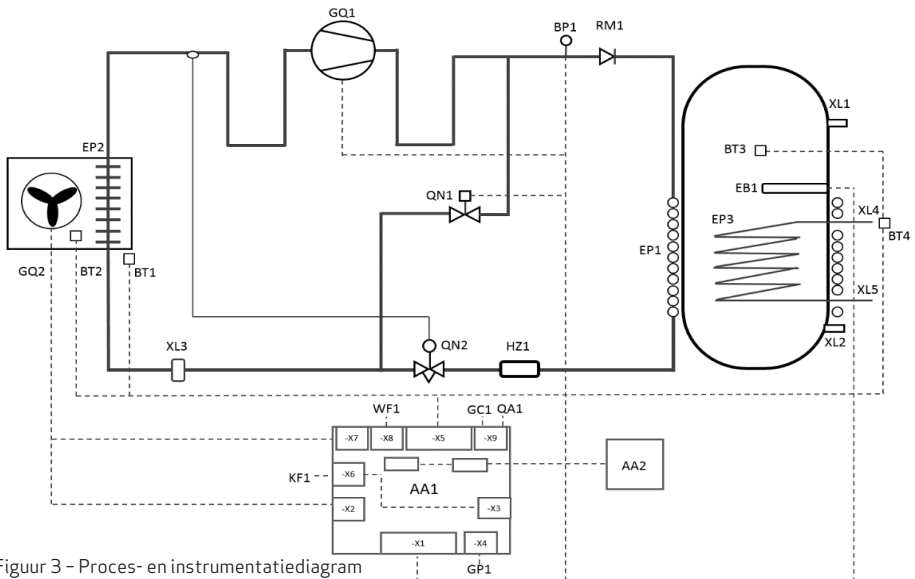 GQ1
BP1
RM1
XL1
EP2
BT3
QN1
EB1
EP3
XL4
BT4
EP1
GQ2
BT2
BT1
XL5
XL3
QN2
HZ1
XL2
WF1
GC1
QA1
-X7
-X8
-X5
-X9
KF1
-X6
AA2
AA1
-X2
-X3
-X1
-X4
GP1
Figuur 3 – Proces- en instrumentatiediagram